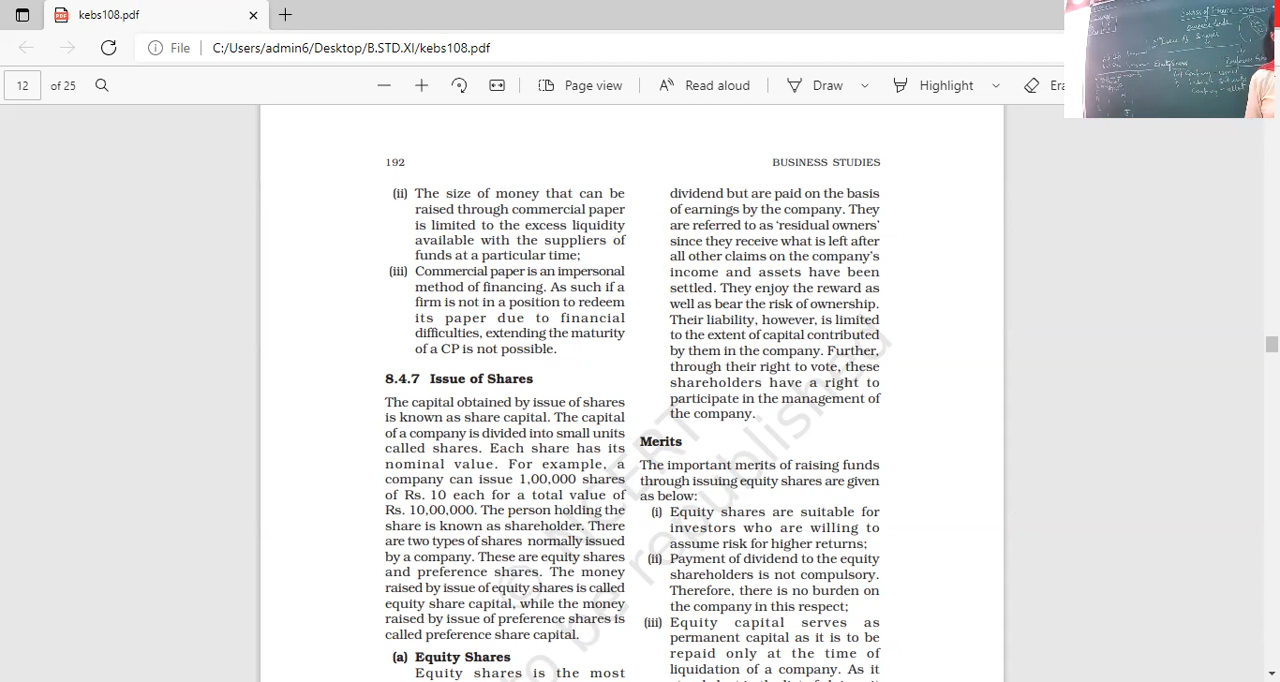 kebs108.pdf
File
C:/Users/admin6/Desktop/B.STD.XI/kebs108.pdf
12 of 25
Page view
Read aloud
Draw
Highlight
Era
192
BUSINESS STUDIES
(ii) The size of money that can be
raised through commercial paper
is limited to the excess liquidity
available with the suppliers of
funds at a particular time;
(iii) Commercial paper is an impersonal
method of financing. As such if a
firm is not in a position to redeem
its paper due to financial
difficulties, extending the maturity
of a CP is not possible.
8.4.7 Issue of Shares
The capital obtained by issue of shares
is known as share capital. The capital
of a company is divided into small units
called shares. Each share has its
nominal value. For example, a
company can issue 1,00,000 shares
of Rs. 10 each for a total value of
Rs. 10,00,000. The person holding the
share is known as shareholder. There
are two types of shares normally issued
by a company. These are equity shares
and preference shares. The money
raised by issue of equity shares is called
equity share capital, while the money
raised by issue of preference shares is
called preference share capital.
(a) Equity Shares
Equity shares is the most
dividend but are paid on the basis
of earnings by the company. They
are referred to as ‘residual owners’
since they receive what is left after
all other claims on the company’s
income and assets have been
settled. They enjoy the reward as
well as bear the risk of ownership.
Their liability, however, is limited
to the extent of capital contributed
by them in the company. Further,
through their right to vote, these
shareholders have a right to
participate in the management of
the company.
Merits
The important merits of raising funds
through issuing equity shares are given
as below:
(i) Equity shares are suitable for
investors who are willing to
assume risk for higher returns;
(ii) Payment of dividend to the equity
shareholders is not compulsory.
Therefore, there is no burden on
the company in this respect;
(iii) Equity capital serves as
permanent capital as it is to be
repaid only at the time of
liquidation of a company. As it
© NCERT
o be republished